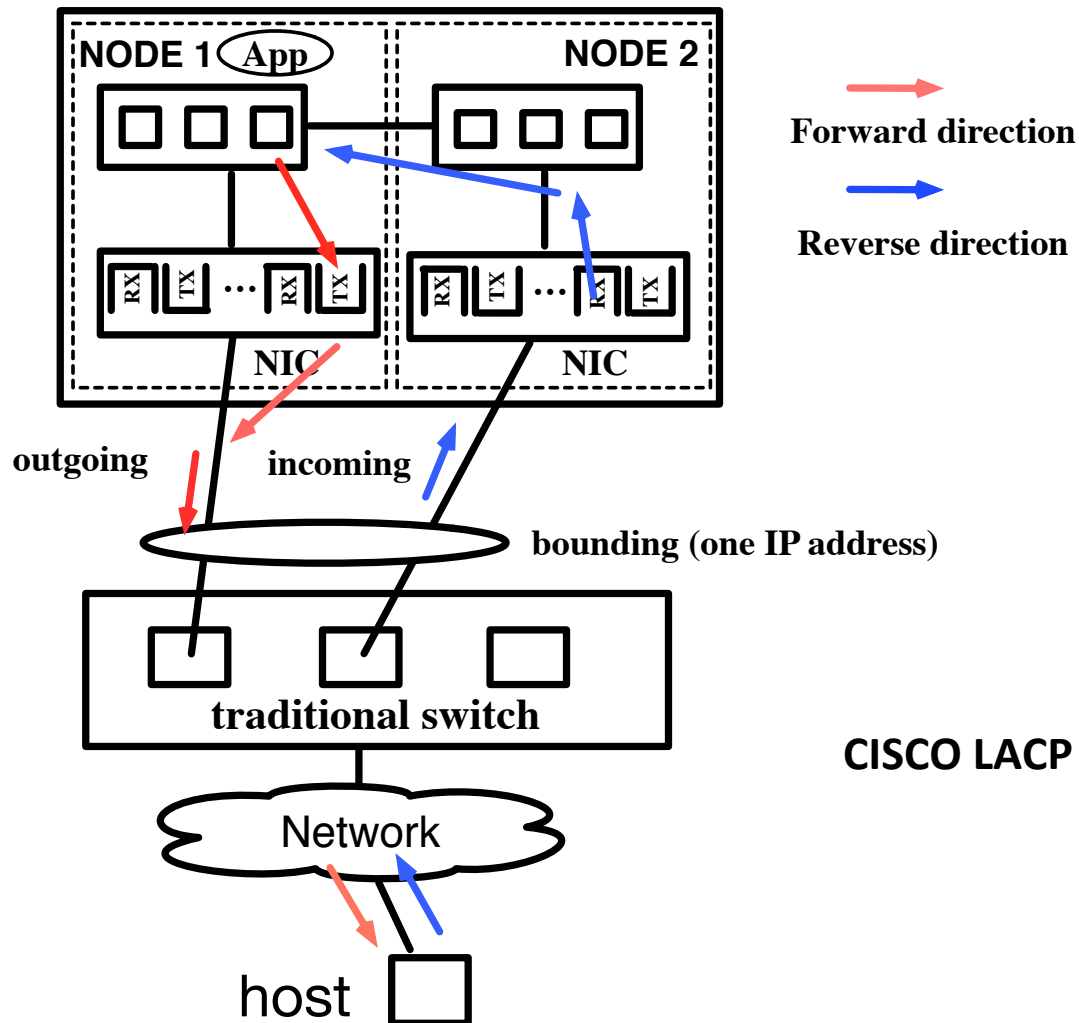 NODE 1 App
NODE 2
Forward direction
Reverse direction
RX TX ... RX TX
RX TX ... RX TX
NIC
NIC
outgoing
incoming
bounding (one IP address)
traditional switch
CISCO LACP
Network
host